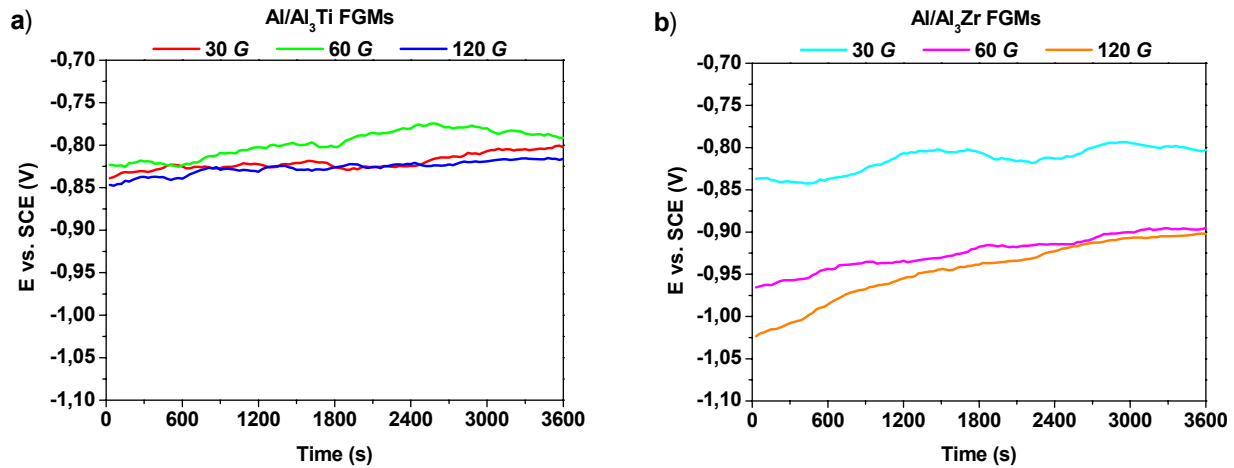 a)
Al/Al3Ti FGMs
30 G 60 G 120 G
-0,70
-0,75
-0,80
-0,85
-0,90
-0,95
-1,00
-1,05
-1,10
E vs. SCE (V)
0 600 1200 1800 2400 3000 3600
Time (s)
b)
Al/Al3Zr FGMs
30 G 60 G 120 G
-0,70
-0,75
-0,80
-0,85
-0,90
-0,95
-1,00
-1,05
-1,10
E vs. SCE (V)
0 600 1200 1800 2400 3000 3600
Time (s)